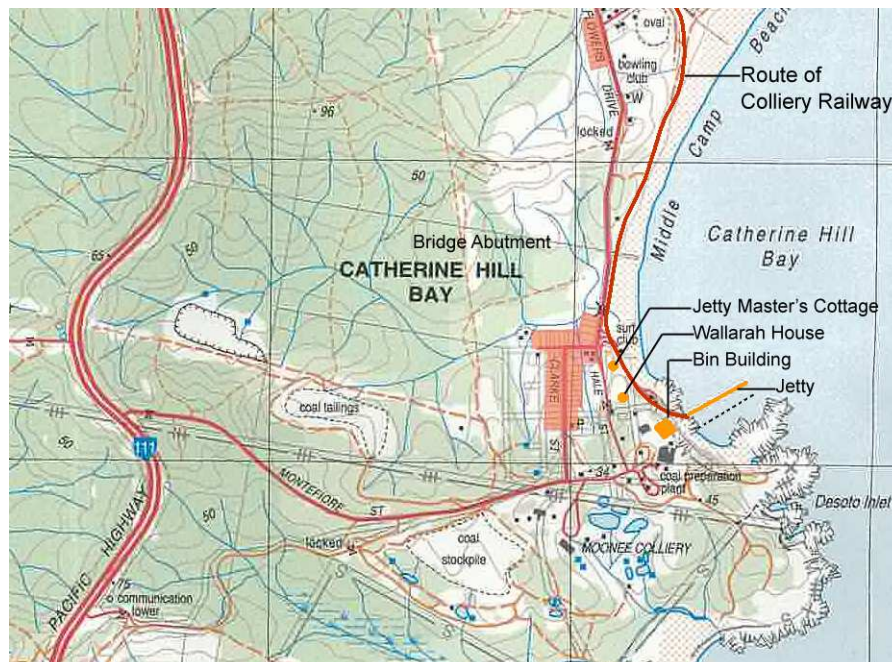 FLOWERS
oval
bowling
club
W
DRIVE
locked
Route of
Colliery Railway
Middle Camp Beach
96
50
65
50
Bridge Abutment
CATHERINE HILL
BAY
Catherine Hill
Bay
Jetty Master's Cottage
Wallarah House
Bin Building
Jetty
surf
club
CLARKE
ST
HALE
ST
P
coal tailings
50
111
MONTEFIORE
ST
34
coal preparation
plant
45
Desoto Inlet
PACIFIC HIGHWAY
50
locked
coal
stockpile
MOONEE COLLIERY
75
communication
tower
S
S
S
S